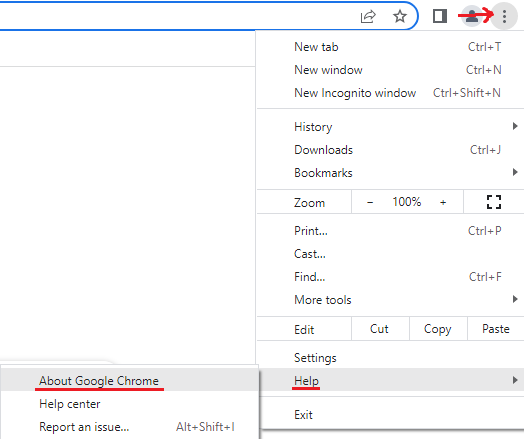 New tab Ctrl+T
New window Ctrl+N
New Incognito window Ctrl+Shift+N
History
Downloads Ctrl+J
Bookmarks
Zoom − 100% +
Print... Ctrl+P
Cast...
Find... Ctrl+F
More tools
Edit Cut Copy Paste
Settings
About Google Chrome Help
Help center
Exit
Report an issue... Alt+Shift+I